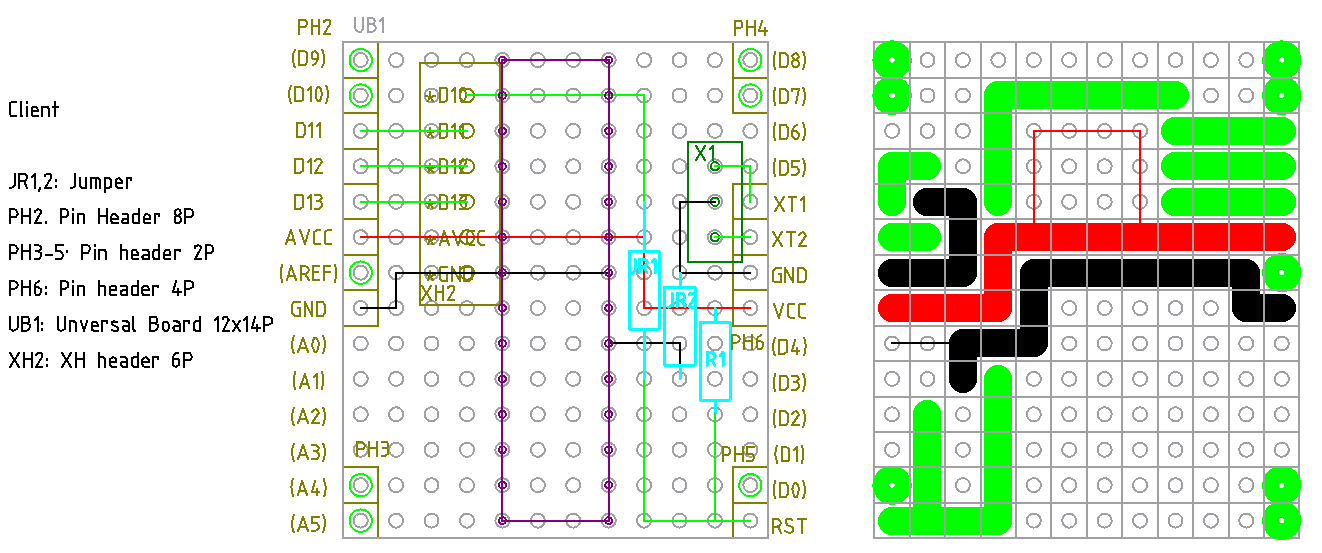 PH2 UB1 PH4
(D9) (D8)
(D10) *D10 (D7)
Client
D11 *D11 (D6)
D12 *D12 X1 (D5)
JR1,2: Jumper
D13 *D13 XT1
PH2. Pin Header 8P
AVCC *AVCC XT2
PH3-5· Pin header 2P
(AREF) *GND JR1 GND
PH6: Pin header 4P
XH2 JR2
GND VCC
UB1: Unversal Board 12x14P
(A0) PH6 (D4)
XH2: XH header 6P
R1
(A1) (D3)
(A2) (D2)
(A3) PH3 PH5 (D1)
(A4) (D0)
(A5) RST